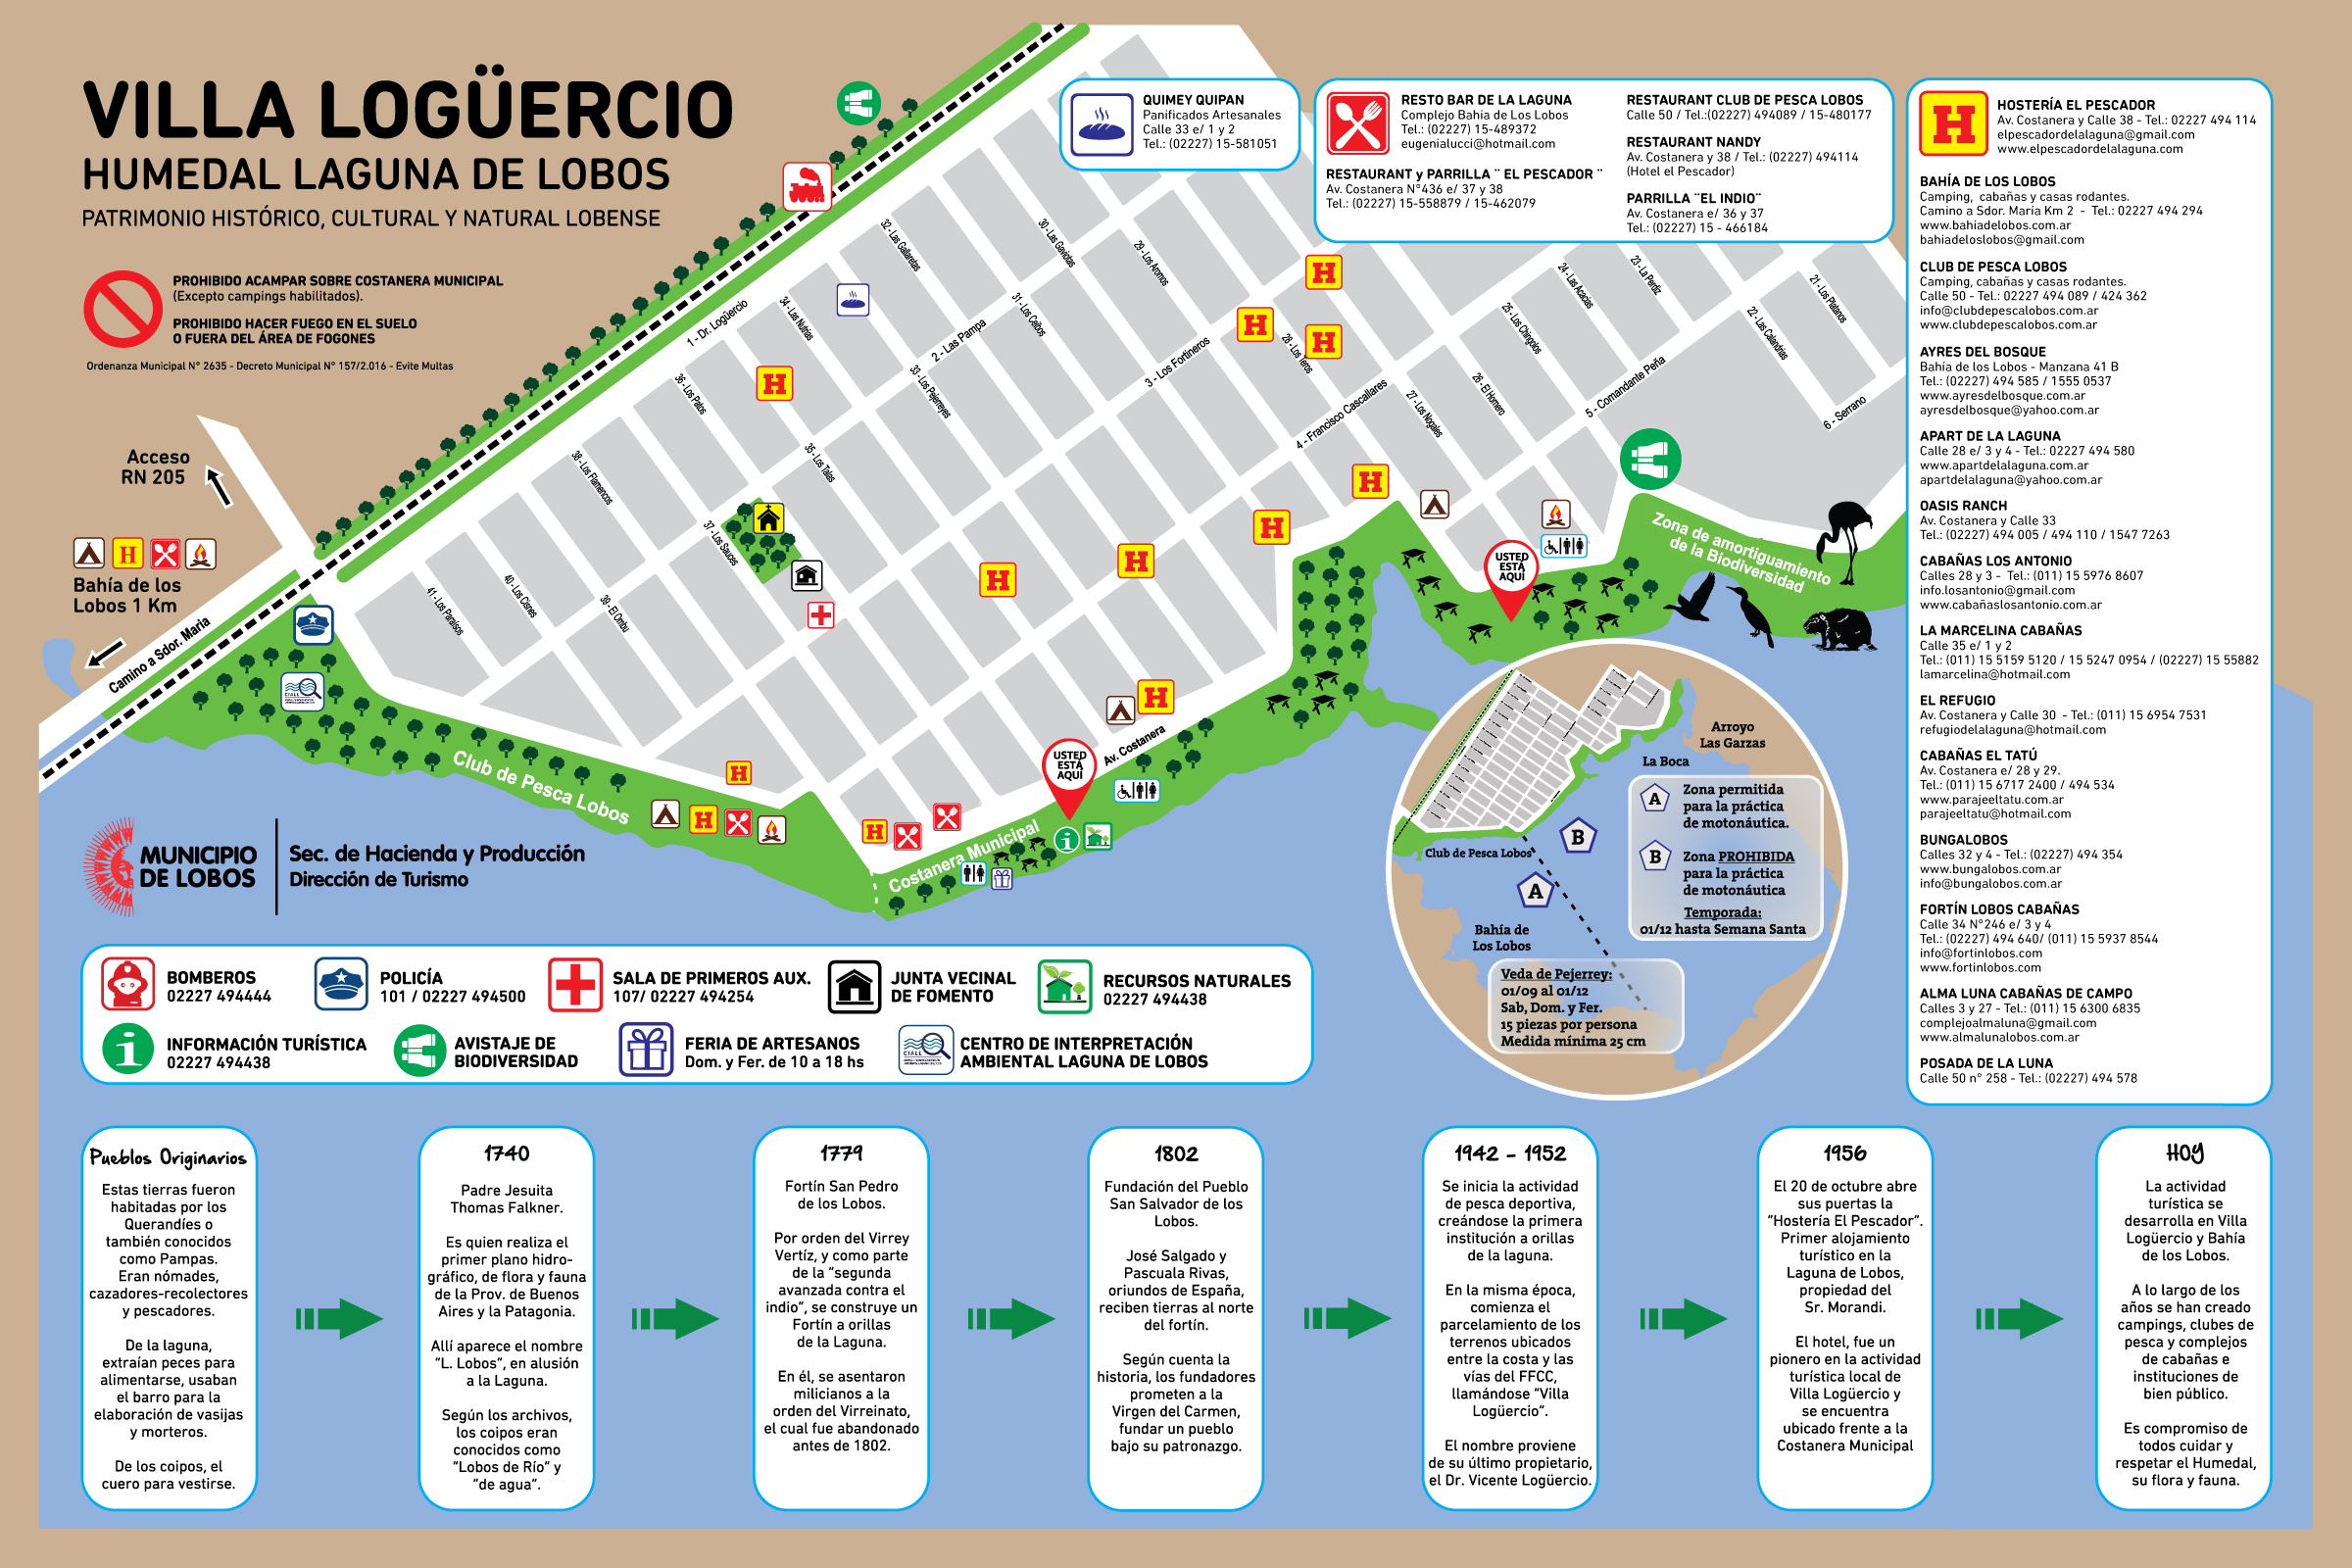 VILLA LOGÜERCIO
HUMEDAL LAGUNA DE LOBOS
PATRIMONIO HISTÓRICO, CULTURAL Y NATURAL LOBENSE
PROHIBIDO ACAMPAR SOBRE COSTANERA MUNICIPAL
(Excepto campings habilitados).
PROHIBIDO HACER FUEGO EN EL SUELO
O FUERA DEL ÁREA DE FOGONES
Ordenanza Municipal N° 2635 - Decreto Municipal N° 157/2.016 - Evite Multas
Acceso
RN 205
H
Bahía de los
Lobos 1 Km
Camino a Sdor. Maria
QUIMEY QUIPAN
Panificados Artesanales
Calle 33 e/ 1 y 2
Tel.: (02227) 15-581051
RESTO BAR DE LA LAGUNA
Complejo Bahia de Los Lobos
Tel.: (02227) 15-489372
eugenialucci@hotmail.com
RESTAURANT y PARRILLA ¨ EL PESCADOR ¨
Av. Costanera N°436 e/ 37 y 38
Tel.: (02227) 15-558879 / 15-462079
RESTAURANT CLUB DE PESCA LOBOS
Calle 50 / Tel.:(02227) 494089 / 15-480177
RESTAURANT NANDY
Av. Costanera y 38 / Tel.: (02227) 494114
(Hotel el Pescador)
PARRILLA ¨EL INDIO¨
Av. Costanera e/ 36 y 37
Tel.: (02227) 15 - 466184
H
HOSTERÍA EL PESCADOR
Av. Costanera y Calle 38 - Tel.: 02227 494 114
elpescadordelalaguna@gmail.com
www.elpescadordelalaguna.com
BAHÍA DE LOS LOBOS
Camping, cabañas y casas rodantes.
Camino a Sdor. María Km 2 - Tel.: 02227 494 294
www.bahiadelobos.com.ar
bahiadeloslobos@gmail.com
CLUB DE PESCA LOBOS
Camping, cabañas y casas rodantes.
Calle 50 - Tel.: 02227 494 089 / 424 362
info@clubdepescalobos.com.ar
www.clubdepescalobos.com.ar
AYRES DEL BOSQUE
Bahía de los Lobos - Manzana 41 B
Tel.: (02227) 494 585 / 1555 0537
www.ayresdelbosque.com.ar
ayresdelbosque@yahoo.com.ar
APART DE LA LAGUNA
Calle 28 e/ 3 y 4 - Tel.: 02227 494 580
www.apartdelalaguna.com.ar
apartdelalaguna@yahoo.com.ar
OASIS RANCH
Av. Costanera y Calle 33
Tel.: (02227) 494 005 / 494 110 / 1547 7263
CABAÑAS LOS ANTONIO
Calles 28 y 3 - Tel.: (011) 15 5976 8607
info.losantonio@gmail.com
www.cabañaslosantonio.com.ar
LA MARCELINA CABAÑAS
Calle 35 e/ 1 y 2
Tel.: (011) 15 5159 5120 / 15 5247 0954 / (02227) 15 55882
lamarcelina@hotmail.com
EL REFUGIO
Av. Costanera y Calle 30 - Tel.: (011) 15 6954 7531
refugiodelalaguna@hotmail.com
CABAÑAS EL TATÚ
Av. Costanera e/ 28 y 29.
Tel.: (011) 15 6717 2400 / 494 534
www.parajeeltatu.com.ar
parajeeltatu@hotmail.com
BUNGALOBOS
Calles 32 y 4 - Tel.: (02227) 494 354
www.bungalobos.com.ar
info@bungalobos.com.ar
FORTÍN LOBOS CABAÑAS
Calle 34 N°246 e/ 3 y 4
Tel.: (02227) 494 640/ (011) 15 5937 8544
info@fortinlobos.com
www.fortinlobos.com
ALMA LUNA CABAÑAS DE CAMPO
Calles 3 y 27 - Tel.: (011) 15 6300 6835
complejoalmaluna@gmail.com
www.almalunalobos.com.ar
POSADA DE LA LUNA
Calle 50 n° 258 - Tel.: (02227) 494 578
32 - Las Gallaretas
30 - Las Gaviotas
29 - Los Aromos
24 - Las Acacias
23 - La Perdiz
21 - Los Platanos
1 - Dr. Logüercio
34 - Las Nutrias
2 - Las Pampa
31 - Los Ceibos
3 - Los Fortineros
28 - Los Teros
25 - Los Chingolos
22 - Las Calandrias
36 - Los Patos
33 - Los Pejerreyes
4 - Francisco Cascallares
27 - Los Nogales
26 - El Hornero
5 - Comandante Peña
6 - Serrano
38 - Los Flamencos
35 - Los Talas
37 - Los Sauces
41 - Los Paraísos
40 - Los Cisnes
39 - El Ombu
H
H
H
H
H
H
H
H
H
H
H
H
Zona de amortiguamiento
de la Biodiversidad
USTED
ESTÁ
AQUÍ
USTED
ESTÁ
AQUÍ
Av. Costanera
CIALL
Club de Pesca Lobos
Costanera Municipal
i
MUNICIPIO
DE LOBOS
Sec. de Hacienda y Producción
Dirección de Turismo
Arroyo
Las Garzas
La Boca
Club de Pesca Lobos
B
A
Bahía de
Los Lobos
A
Zona permitida
para la práctica
de motonáutica.
B
Zona PROHIBIDA
para la práctica
de motonáutica
Temporada:
01/12 hasta Semana Santa
Veda de Pejerrey:
01/09 al 01/12
Sab, Dom. y Fer.
15 piezas por persona
Medida mínima 25 cm
BOMBEROS
02227 494444
POLICÍA
101 / 02227 494500
SALA DE PRIMEROS AUX.
107/ 02227 494254
JUNTA VECINAL
DE FOMENTO
RECURSOS NATURALES
02227 494438
i
INFORMACIÓN TURÍSTICA
02227 494438
AVISTAJE DE
BIODIVERSIDAD
FERIA DE ARTESANOS
Dom. y Fer. de 10 a 18 hs
CIALL
CENTRO DE INTERPRETACIÓN
AMBIENTAL LAGUNA DE LOBOS
Pueblos Originarios
Estas tierras fueron
habitadas por los
Querandíes o
también conocidos
como Pampas.
Eran nómades,
cazadores-recolectores
y pescadores.
De la laguna,
extraían peces para
alimentarse, usaban
el barro para la
elaboración de vasijas
y morteros.
De los coipos, el
cuero para vestirse.
1740
Padre Jesuita
Thomas Falkner.
Es quien realiza el
primer plano hidro-
gráfico, de flora y fauna
de la Prov. de Buenos
Aires y la Patagonia.
Allí aparece el nombre
“L. Lobos”, en alusión
a la Laguna.
Según los archivos,
los coipos eran
conocidos como
“Lobos de Río” y
“de agua”.
1779
Fortín San Pedro
de los Lobos.
Por orden del Virrey
Vertíz, y como parte
de la “segunda
avanzada contra el
indio”, se construye un
Fortín a orillas
de la Laguna.
En él, se asentaron
milicianos a la
orden del Virreinato,
el cual fue abandonado
antes de 1802.
1802
Fundación del Pueblo
San Salvador de los
Lobos.
José Salgado y
Pascuala Rivas,
oriundos de España,
reciben tierras al norte
del fortín.
Según cuenta la
historia, los fundadores
prometen a la
Virgen del Carmen,
fundar un pueblo
bajo su patronazgo.
1942 - 1952
Se inicia la actividad
de pesca deportiva,
creándose la primera
institución a orillas
de la laguna.
En la misma época,
comienza el
parcelamiento de los
terrenos ubicados
entre la costa y las
vías del FFCC,
llamándose “Villa
Logüercio”.
El nombre proviene
de su último propietario,
el Dr. Vicente Logüercio.
1956
El 20 de octubre abre
sus puertas la
“Hostería El Pescador”.
Primer alojamiento
turístico en la
Laguna de Lobos,
propiedad del
Sr. Morandi.
El hotel, fue un
pionero en la actividad
turística local de
Villa Logüercio y
se encuentra
ubicado frente a la
Costanera Municipal
HOY
La actividad
turística se
desarrolla en Villa
Logüercio y Bahía
de los Lobos.
A lo largo de los
años se han creado
campings, clubes de
pesca y complejos
de cabañas e
instituciones de
bien público.
Es compromiso de
todos cuidar y
respetar el Humedal,
su flora y fauna.